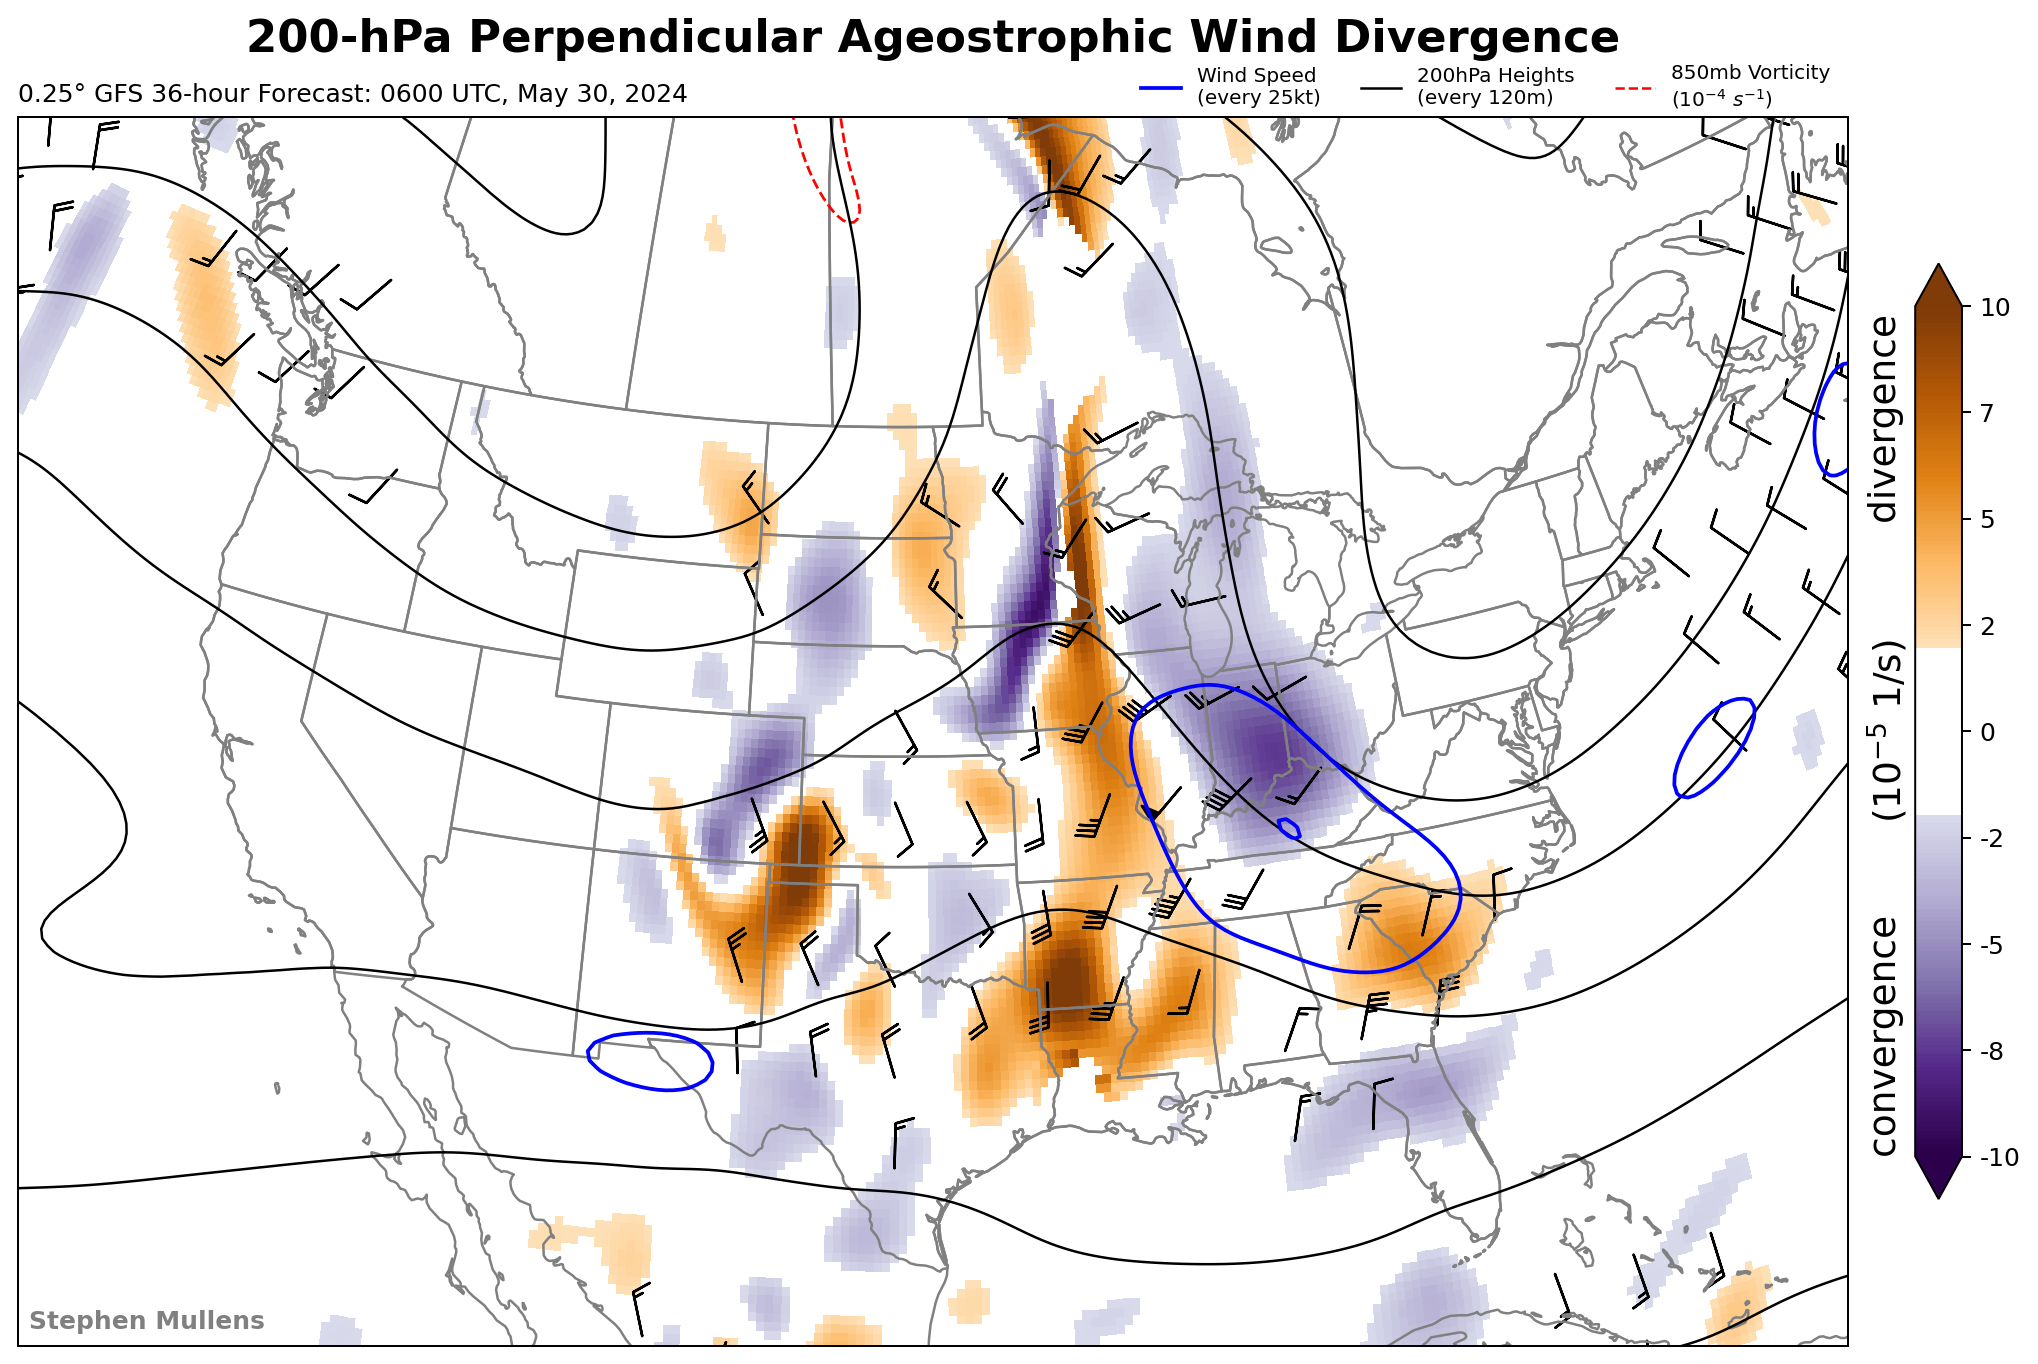 200-hPa Perpendicular Ageostrophic Wind Divergence
0.25° GFS 36-hour Forecast: 0600 UTC, May 30, 2024
Wind Speed
(every 25kt)
200hPa Heights
(every 120m)
850mb Vorticity
(10⁻⁴ s⁻¹)
10
7
5
2
0
-2
-5
-8
-10
convergence (10⁻⁵ 1/s) divergence
Stephen Mullens